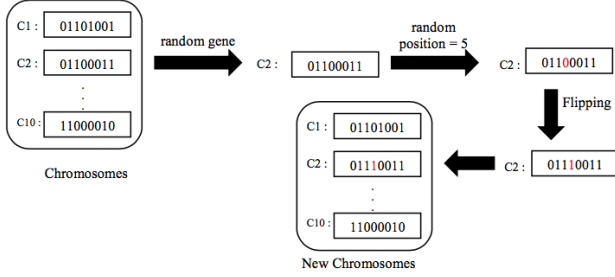 C1 : 01101001
C2 : 01100011
.
.
.
C10 : 11000010
Chromosomes
random gene
C2 : 01100011
random
position = 5
C2 : 01100011
Flipping
C2 : 01110011
C1 : 01101001
C2 : 01110011
.
.
.
C10 : 11000010
New Chromosomes